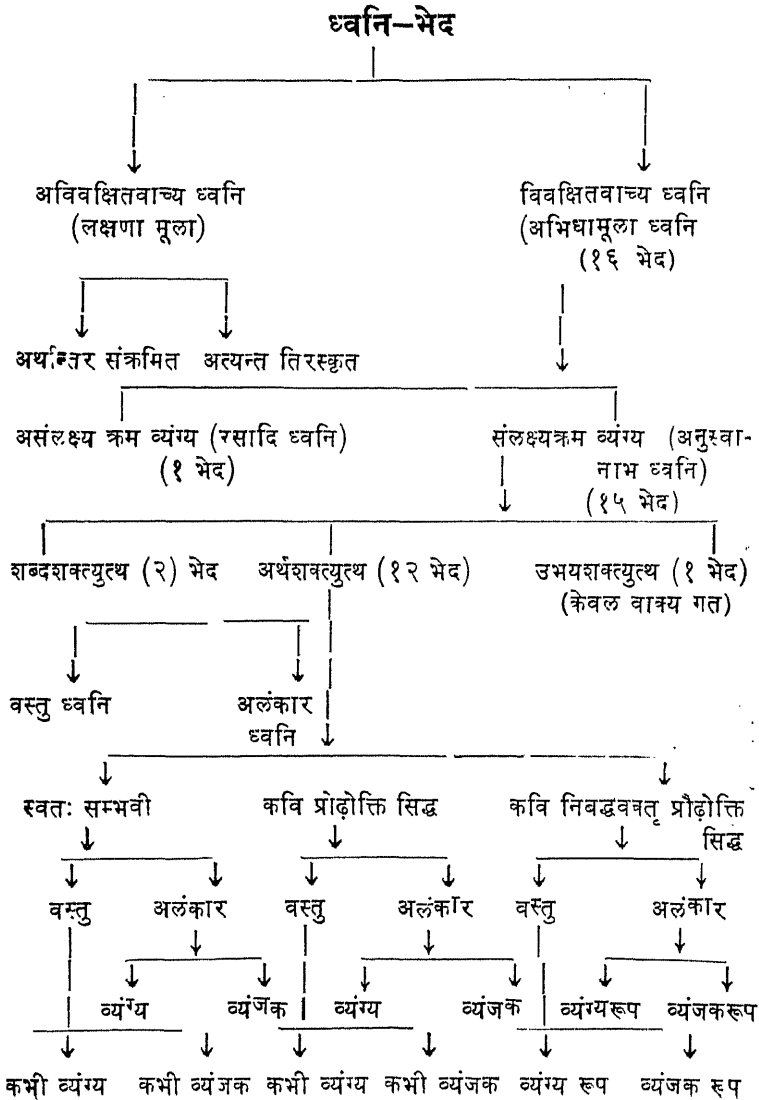 ध्वनि–भेद
अविवक्षितवाच्य ध्वनि
(लक्षणा मूला)
विवक्षितवाच्य ध्वनि
(अभिधामूला ध्वनि
(१६ भेद)
अर्थान्तर संक्रमित अत्यन्त तिरस्कृत
असंलक्ष्य क्रम व्यंग्य (रसादि ध्वनि)
(१ भेद)
संलक्ष्यक्रम व्यंग्य (अनुस्वा-
नाभ ध्वनि)
(१५ भेद)
शब्दशक्त्युत्थ (२) भेद अर्थशक्त्युत्थ (१२ भेद) उभयशक्त्युत्थ (१ भेद)
(केवल वाक्य गत)
वस्तु ध्वनि अलंकार
ध्वनि
स्वतः सम्भवी कवि प्रोढ़ोक्ति सिद्ध कवि निबद्धवक्तृ प्रौढ़ोक्ति
सिद्ध
वस्तु अलंकार वस्तु अलंकार वस्तु अलंकार
व्यंग्य व्यंजक व्यंग्य व्यंजक व्यंग्यरूप व्यंजकरूप
कभी व्यंग्य कभी व्यंजक कभी व्यंग्य कभी व्यंजक व्यंग्य रूप व्यंजक रूप